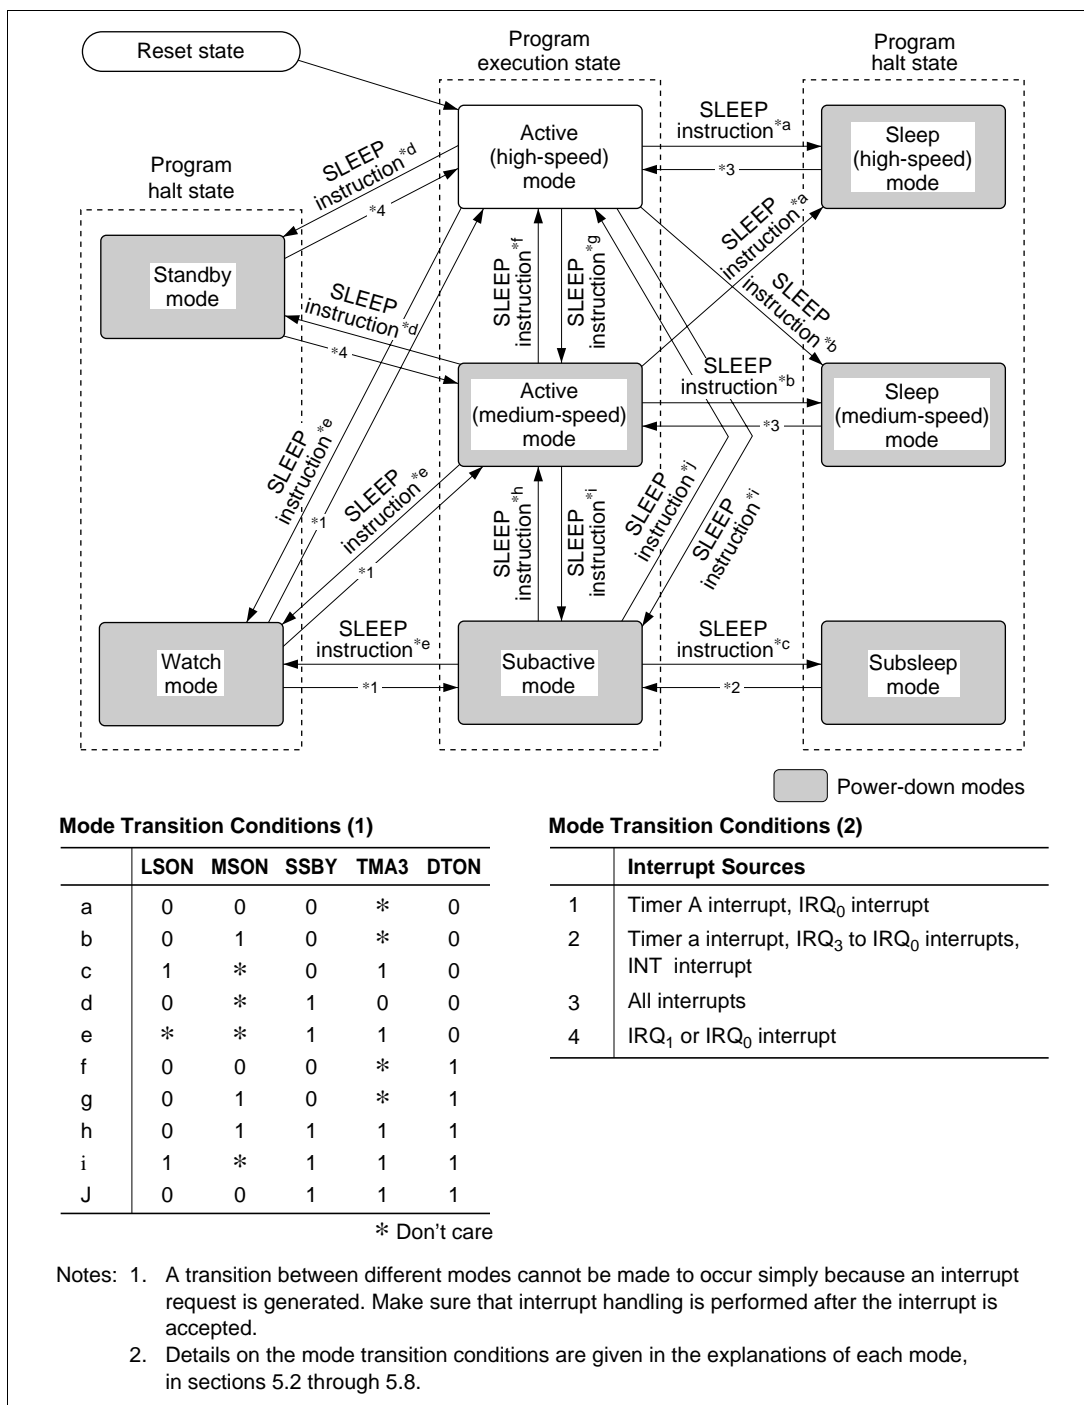 Reset state
Program
execution state
Program
halt state
Program
halt state
Active
(high-speed)
mode
SLEEP
instruction*a
*3
Sleep
(high-speed)
mode
SLEEP
instruction*d
*4
Standby
mode
SLEEP
instruction*f
SLEEP
instruction*g
SLEEP
instruction*a
SLEEP
instruction*b
SLEEP
instruction*d
*4
Active
(medium-speed)
mode
SLEEP
instruction*b
*3
Sleep
(medium-speed)
mode
SLEEP
instruction*e
*1
SLEEP
instruction*e
*1
SLEEP
instruction*h
SLEEP
instruction*i
SLEEP
instruction*j
SLEEP
instruction*i
Watch
mode
SLEEP
instruction*e
*1
Subactive
mode
SLEEP
instruction*c
*2
Subsleep
mode
Power-down modes
Mode Transition Conditions (1)
LSON MSON SSBY TMA3 DTON
a 0 0 0 * 0
b 0 1 0 * 0
c 1 * 0 1 0
d 0 * 1 0 0
e * * 1 1 0
f 0 0 0 * 1
g 0 1 0 * 1
h 0 1 1 1 1
i 1 * 1 1 1
J 0 0 1 1 1
* Don't care
Mode Transition Conditions (2)
Interrupt Sources
1 Timer A interrupt, IRQ0 interrupt
2 Timer a interrupt, IRQ3 to IRQ0 interrupts,
INT interrupt
3 All interrupts
4 IRQ1 or IRQ0 interrupt
Notes: 1. A transition between different modes cannot be made to occur simply because an interrupt
request is generated. Make sure that interrupt handling is performed after the interrupt is
accepted.
2. Details on the mode transition conditions are given in the explanations of each mode,
in sections 5.2 through 5.8.